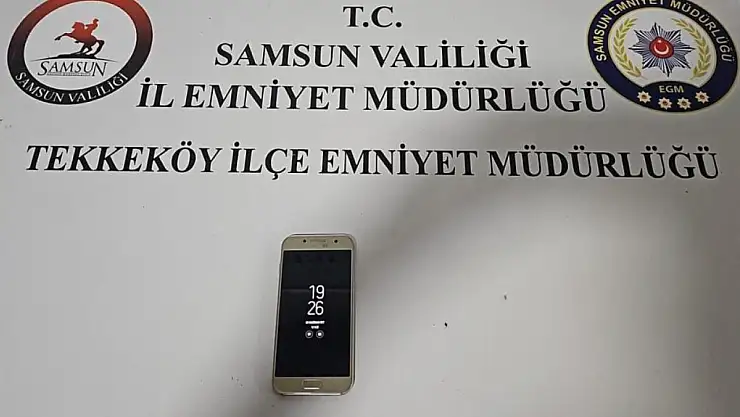 T.C.
SAMSUN VALİLİĞİ
İL EMNİYET MÜDÜRLÜĞÜ
TEKKEKÖY İLÇE EMNİYET MÜDÜRLÜĞÜ
SAMSUN
SAMSUN VALİLİĞİ
SAMSUN EMNİYET MÜDÜRLÜĞÜ
EGM
SAMSUNG
19
26